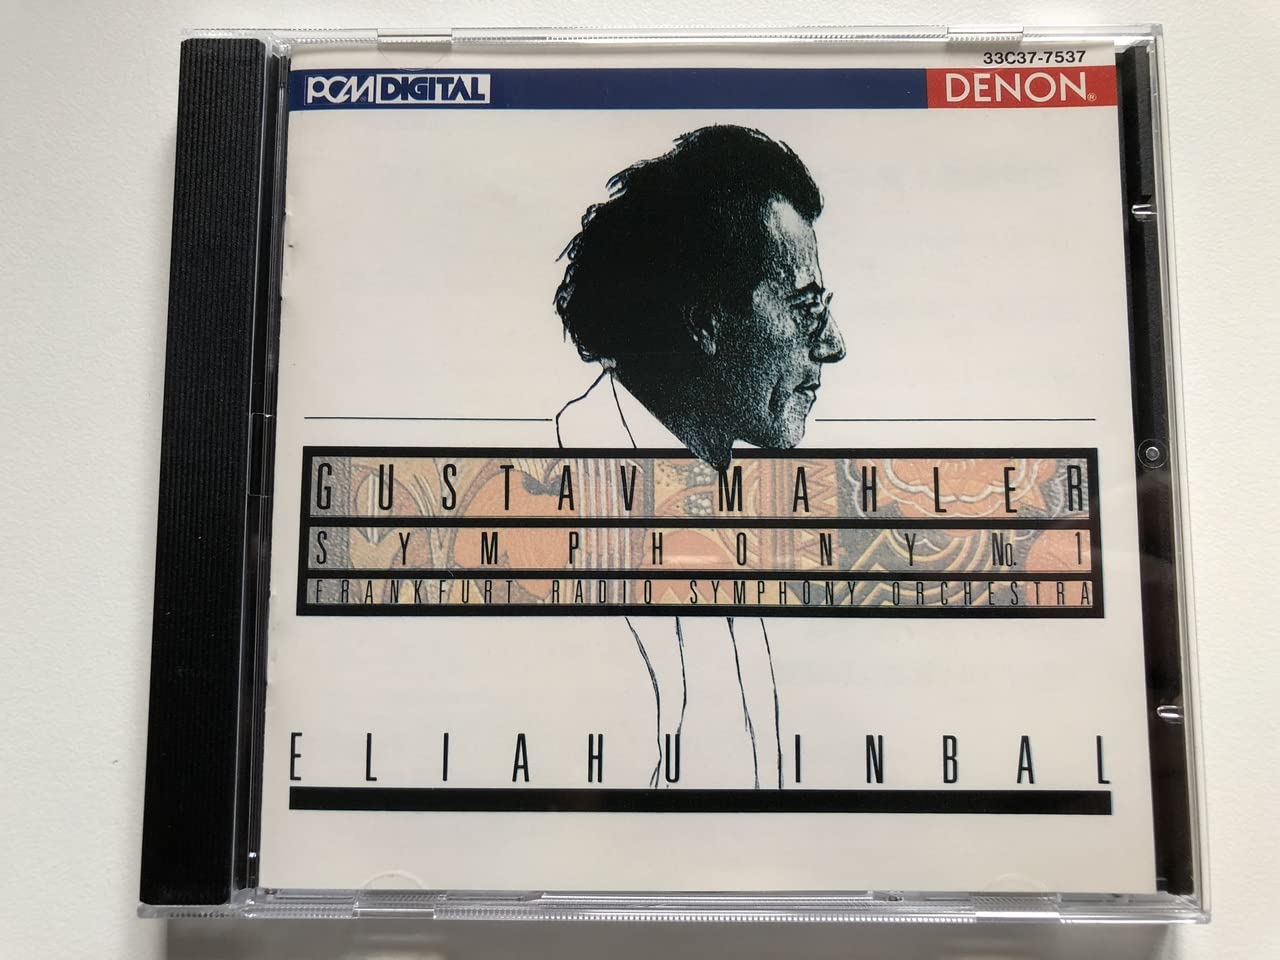 33C37-7537
PCM DIGITAL DENON®
GUSTAV MAHLER
SYMPHONY No. 1
FRANKFURT RADIO SYMPHONY ORCHESTRA
ELIAHU INBAL